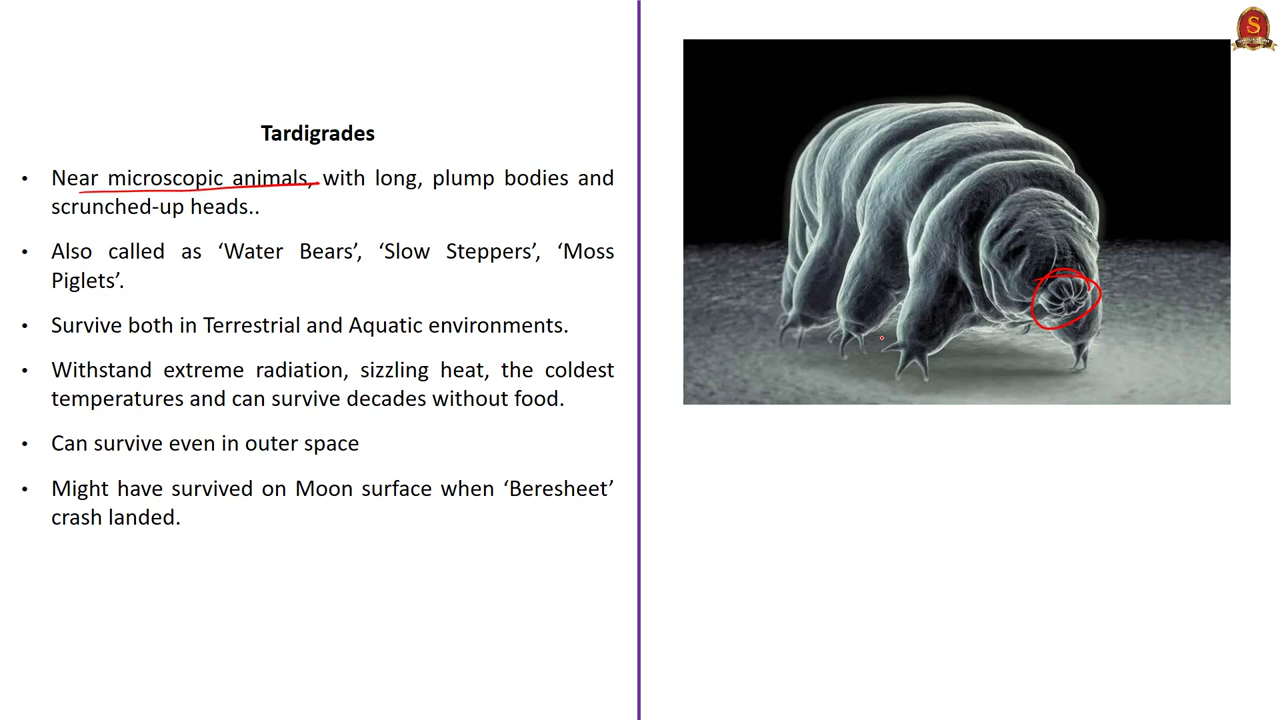 Tardigrades
• Near microscopic animals, with long, plump bodies and
scrunched-up heads..
• Also called as ‘Water Bears’, ‘Slow Steppers’, ‘Moss
Piglets’.
• Survive both in Terrestrial and Aquatic environments.
• Withstand extreme radiation, sizzling heat, the coldest
temperatures and can survive decades without food.
• Can survive even in outer space
• Might have survived on Moon surface when ‘Beresheet’
crash landed.
S